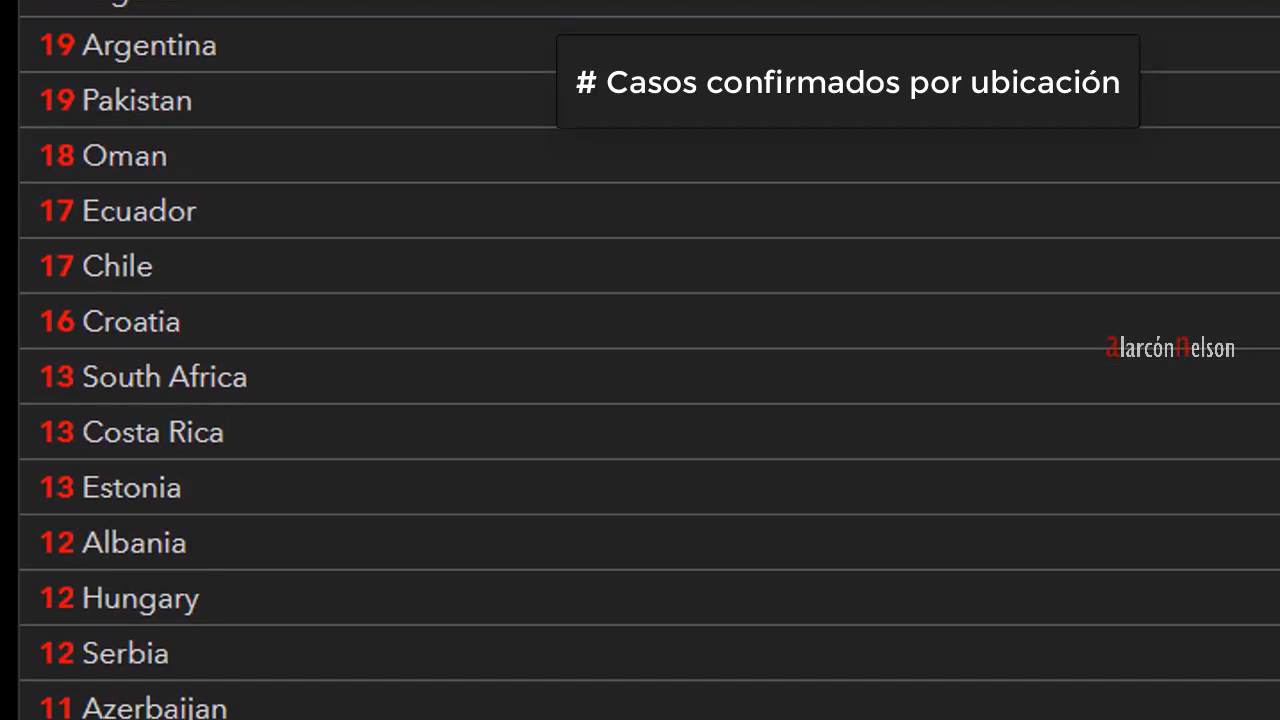 19 Argentina
# Casos confirmados por ubicación
19 Pakistan
18 Oman
17 Ecuador
17 Chile
16 Croatia
alarcónnelson
13 South Africa
13 Costa Rica
13 Estonia
12 Albania
12 Hungary
12 Serbia
11 Azerbaijan